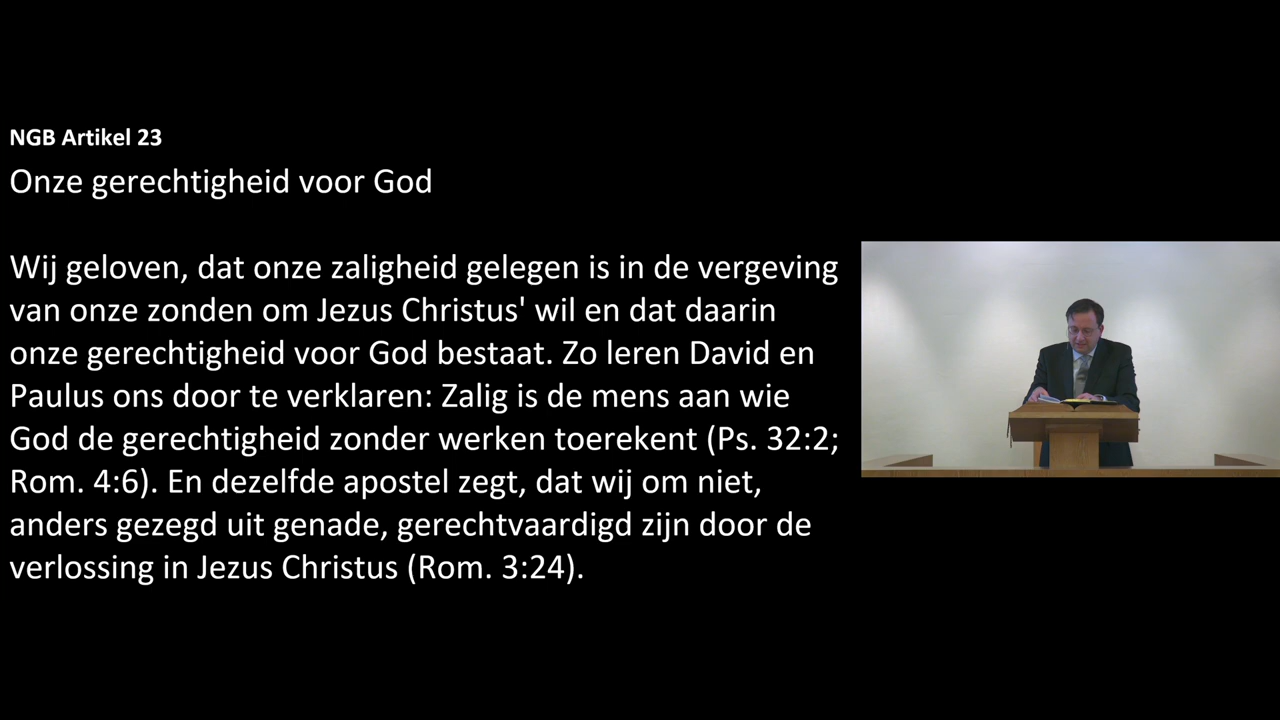 NGB Artikel 23
Onze gerechtigheid voor God
Wij geloven, dat onze zaligheid gelegen is in de vergeving
van onze zonden om Jezus Christus' wil en dat daarin
onze gerechtigheid voor God bestaat. Zo leren David en
Paulus ons door te verklaren: Zalig is de mens aan wie
God de gerechtigheid zonder werken toerekent (Ps. 32:2;
Rom. 4:6). En dezelfde apostel zegt, dat wij om niet,
anders gezegd uit genade, gerechtvaardigd zijn door de
verlossing in Jezus Christus (Rom. 3:24).